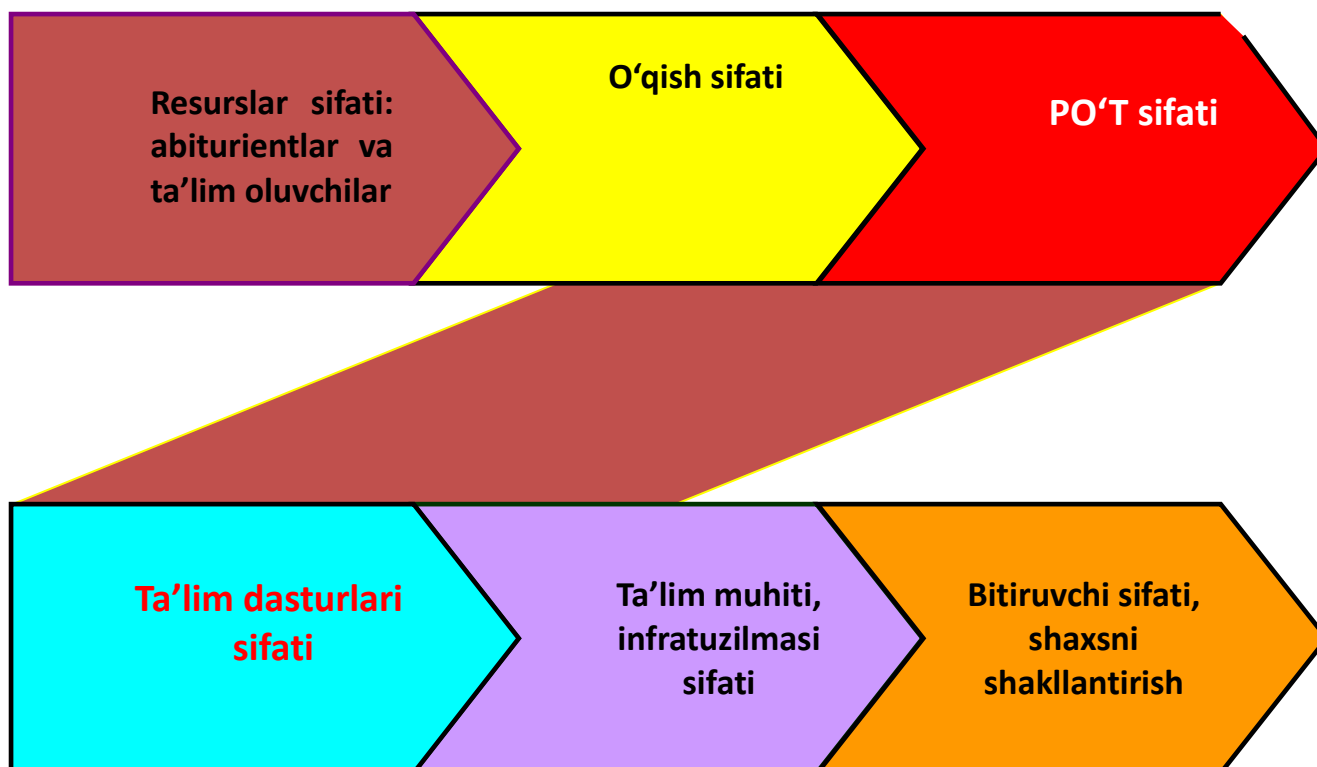 Resurslar sifati:
abiturientlar va
ta’lim oluvchilar
O‘qish sifati
PO‘T sifati
Ta’lim dasturlari
sifati
Ta’lim muhiti,
infratuzilmasi
sifati
Bitiruvchi sifati,
shaxsni
shakllantirish